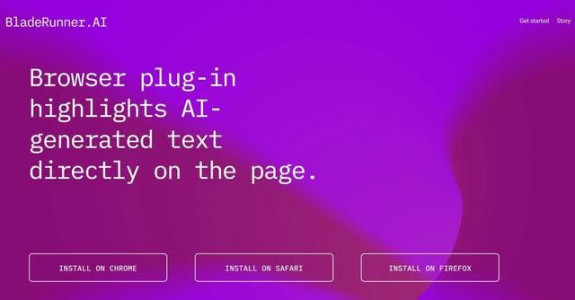 BladeRunner.AI
Get started Story
Browser plug-in
highlights AI-
generated text
directly on the page.
INSTALL ON CHROME INSTALL ON SAFARI INSTALL ON FIREFOX